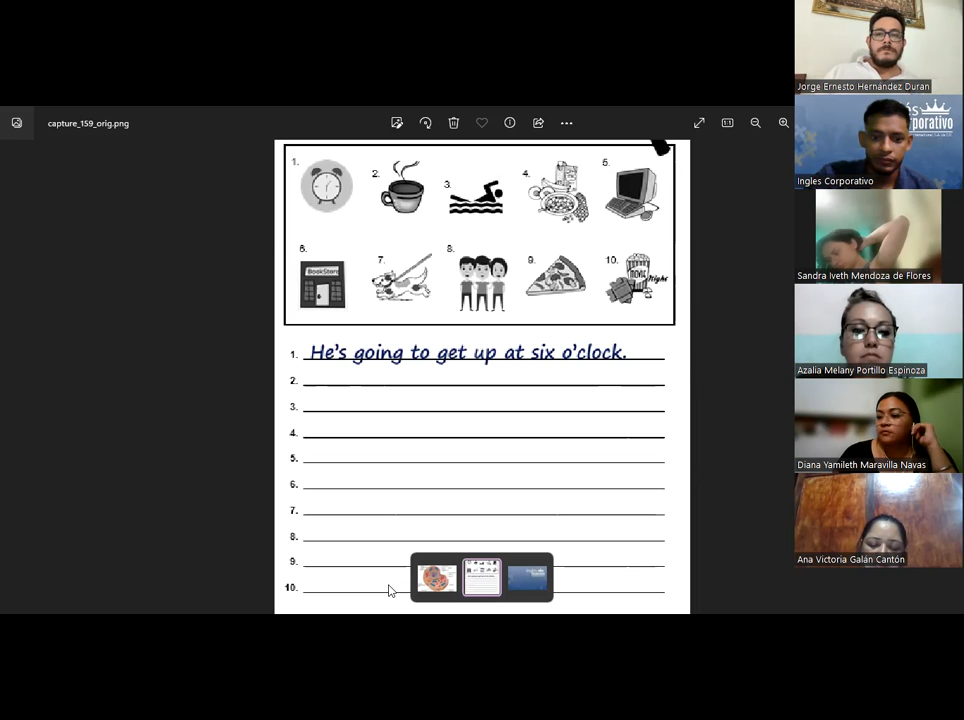 Jorge Ernesto Hernández Duran
capture_159_orig.png
és
orporativo
Ingles Corporativo
1.
2.
3.
4.
5.
Sandra Iveth Mendoza de Flores
6.
7.
8.
9.
10.
BookStore
MOVIE
Night
1. He's going to get up at six o'clock.
2.
Azalia Melany Portillo Espinoza
3.
4.
5.
Diana Yamileth Maravilla Navas
6.
7.
8.
9.
Ana Victoria Galán Cantón
10.